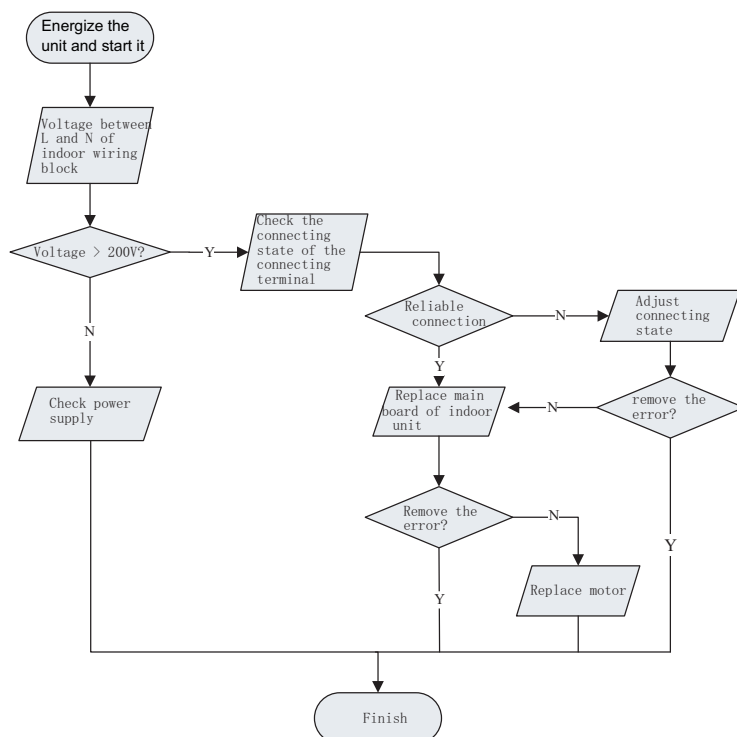 Energize the
unit and start it
Voltage between
L and N of
indoor wiring
block
Voltage > 200V?
Y
Check the
connecting
state of the
connecting
terminal
N
Reliable
connection
N
Adjust
connecting
state
Y
Check power
supply
Replace main
board of indoor
unit
N
remove the
error?
Remove the
error?
N
Y
Y
Replace motor
Finish